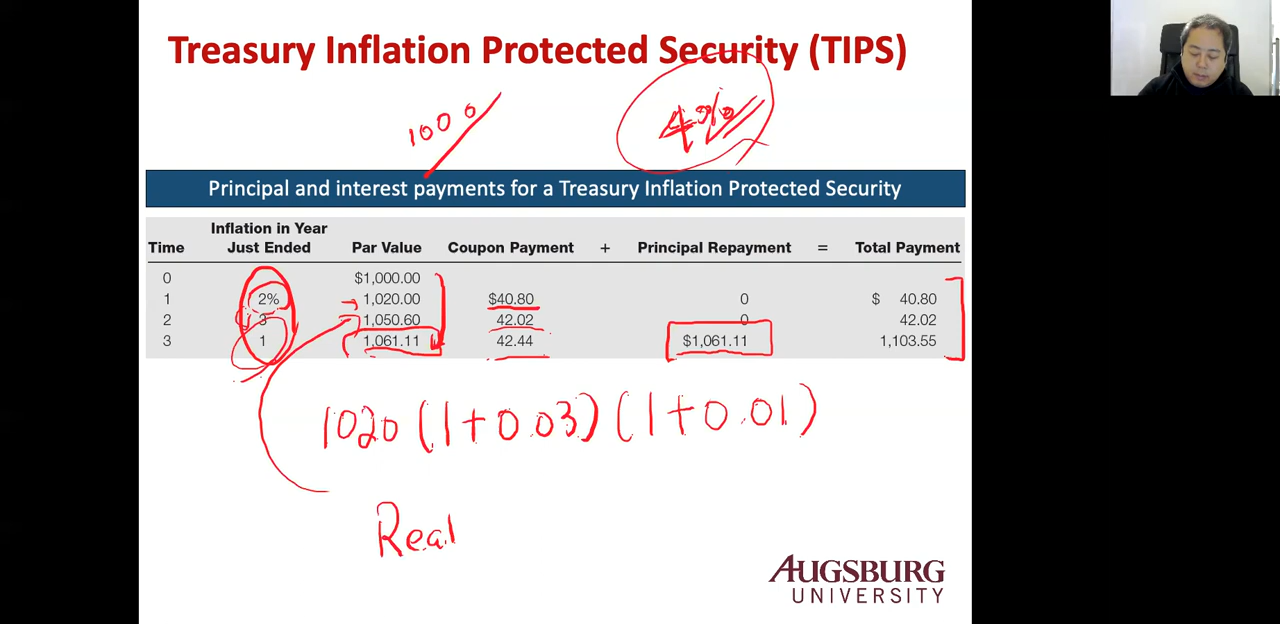 Treasury Inflation Protected Security (TIPS)
1000
4%
Principal and interest payments for a Treasury Inflation Protected Security
Time Inflation in Year Just Ended Par Value Coupon Payment + Principal Repayment = Total Payment
0 $1,000.00
1 2% 1,020.00 $40.80 0 $ 40.80
2 3 1,050.60 42.02 0 42.02
3 1 1,061.11 42.44 $1,061.11 1,103.55
1020 (1+0.03) (1+0.01)
Real
AUGSBURG
UNIVERSITY